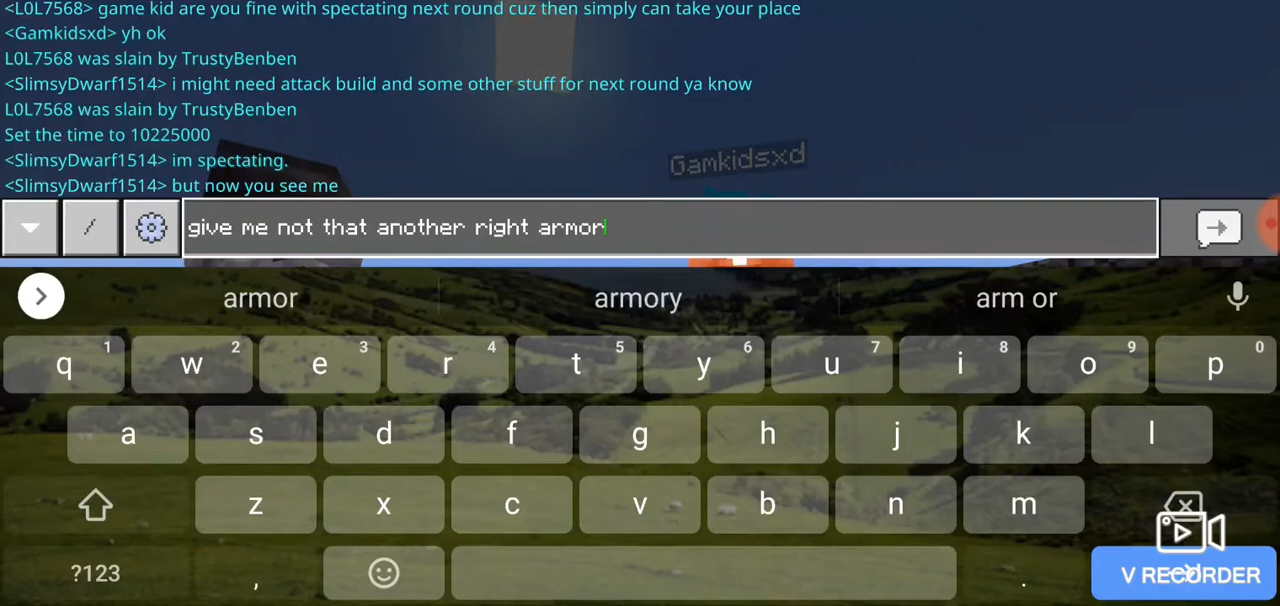 <L0L7568> game kid are you fine with spectating next round cuz then simply can take your place
<Gamkidsxd> yh ok
L0L7568 was slain by TrustyBenben
<SlimsyDwarf1514> i might need attack build and some other stuff for next round ya know
L0L7568 was slain by TrustyBenben
Set the time to 10225000
<SlimsyDwarf1514> im spectating.
<SlimsyDwarf1514> but now you see me
Gamkidsxd
/ give me not that another right armor
armor armory arm or
q 1 w 2 e 3 r 4 t 5 y 6 u 7 i 8 o 9 p 0
a s d f g h j k l
z x c v b n m
?123 , . V RECORDER